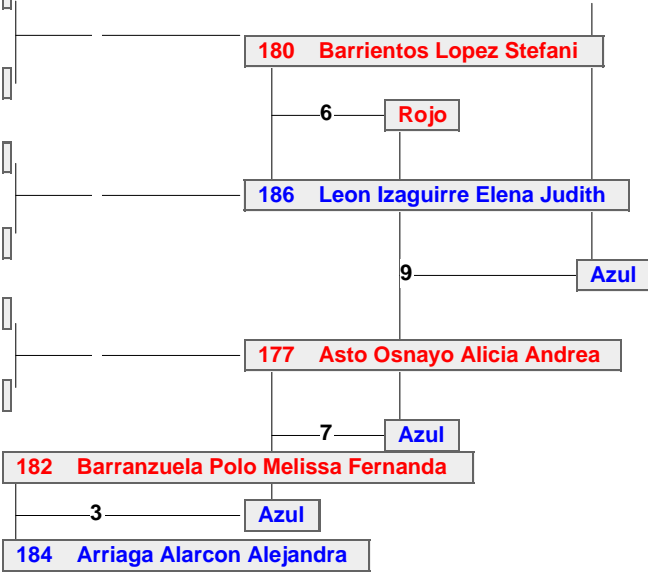 180 Barrientos Lopez Stefani
6 Rojo
186 Leon Izaguirre Elena Judith
9 Azul
177 Asto Osnayo Alicia Andrea
7 Azul
182 Barranzuela Polo Melissa Fernanda
3 Azul
184 Arriaga Alarcon Alejandra